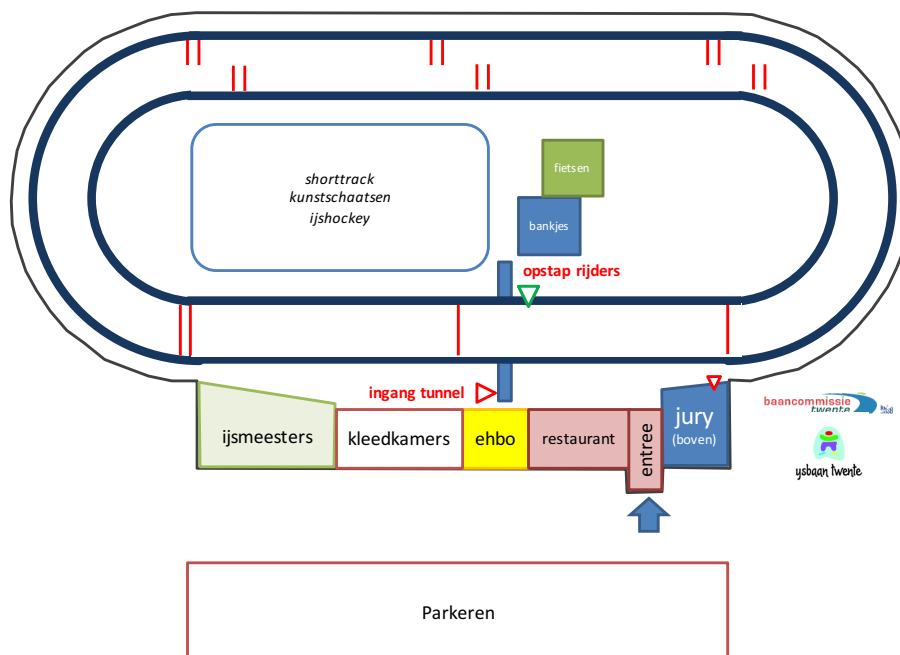 shorttrack
kunstschaatsen
ijshockey
fietsen
bankjes
opstap rijders
ingang tunnel
ijsmeesters
kleedkamers
ehbo
restaurant
entree
jury
(boven)
baancommissie
twente
ysbaan twente
Parkeren